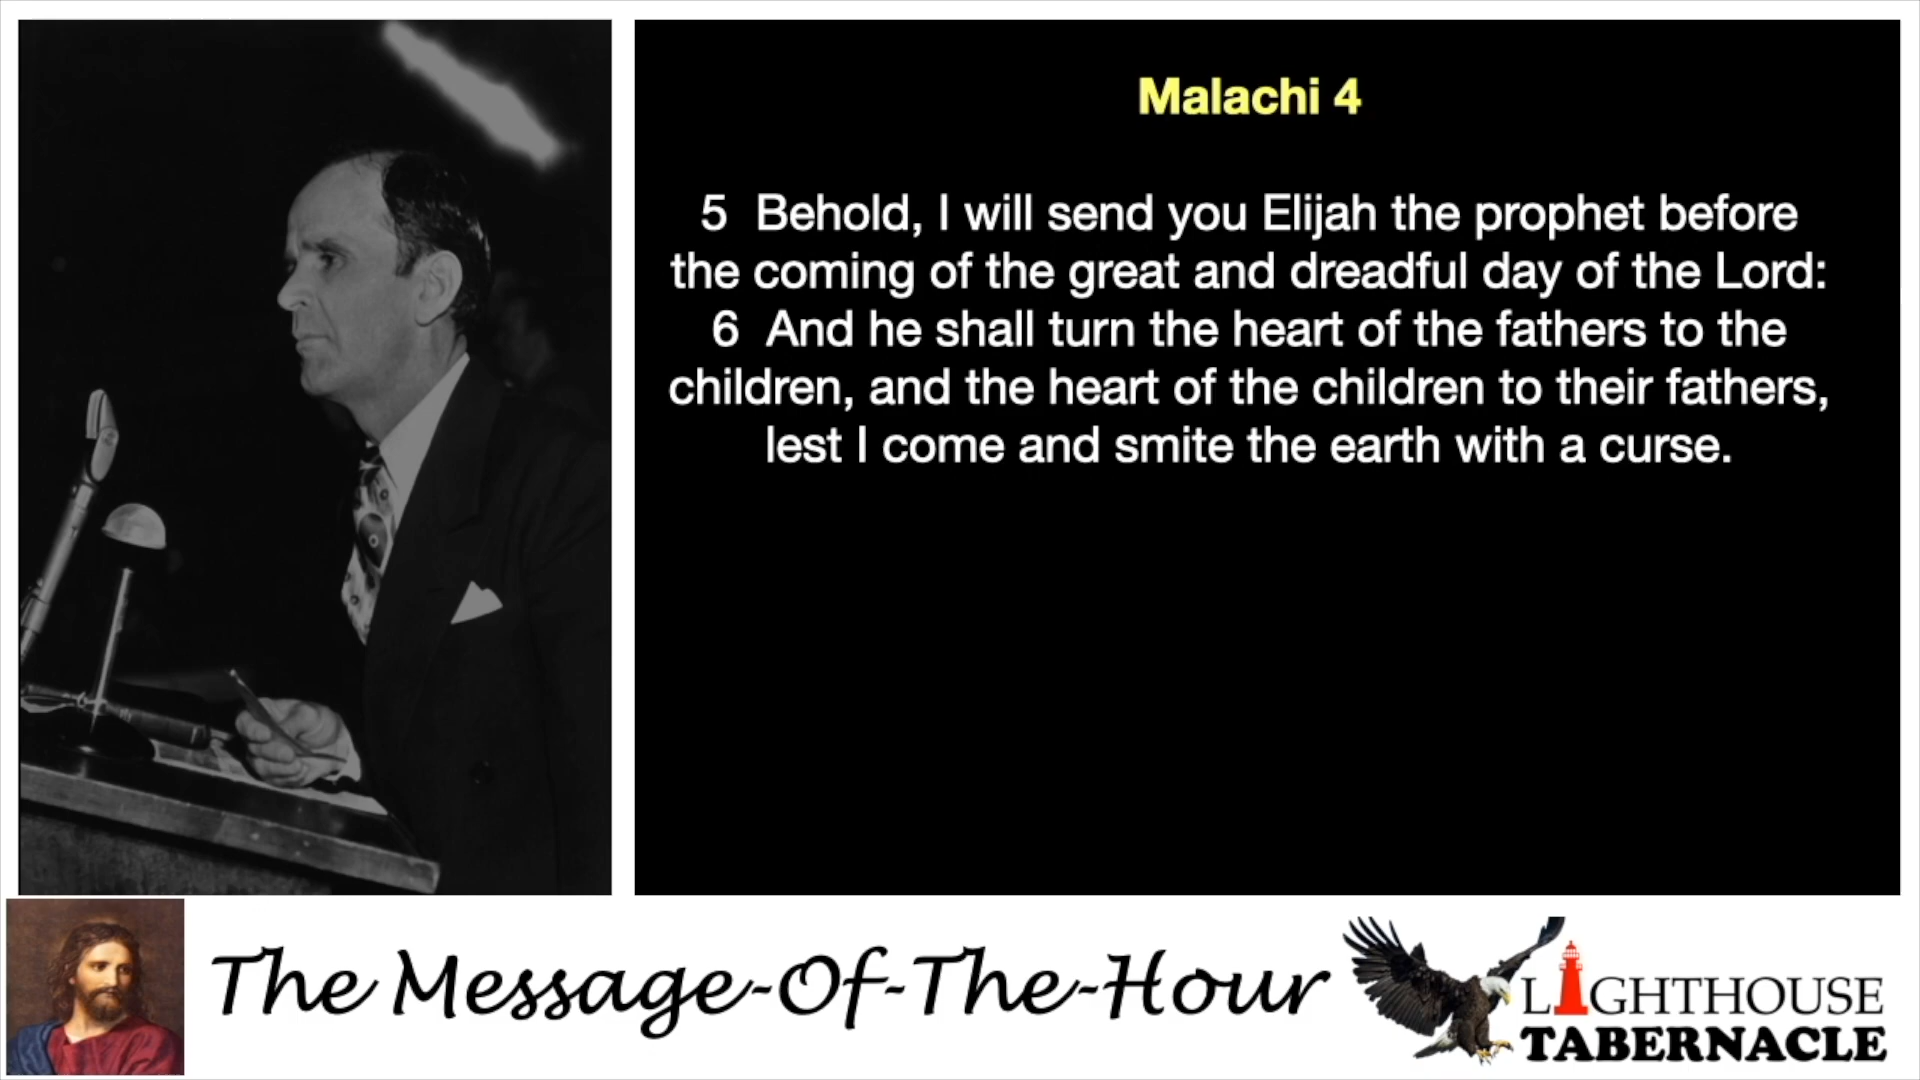 Malachi 4
5  Behold, I will send you Elijah the prophet before
the coming of the great and dreadful day of the Lord:
6  And he shall turn the heart of the fathers to the
children, and the heart of the children to their fathers,
lest I come and smite the earth with a curse.
The Message-Of-The-Hour
LIGHTHOUSE
TABERNACLE